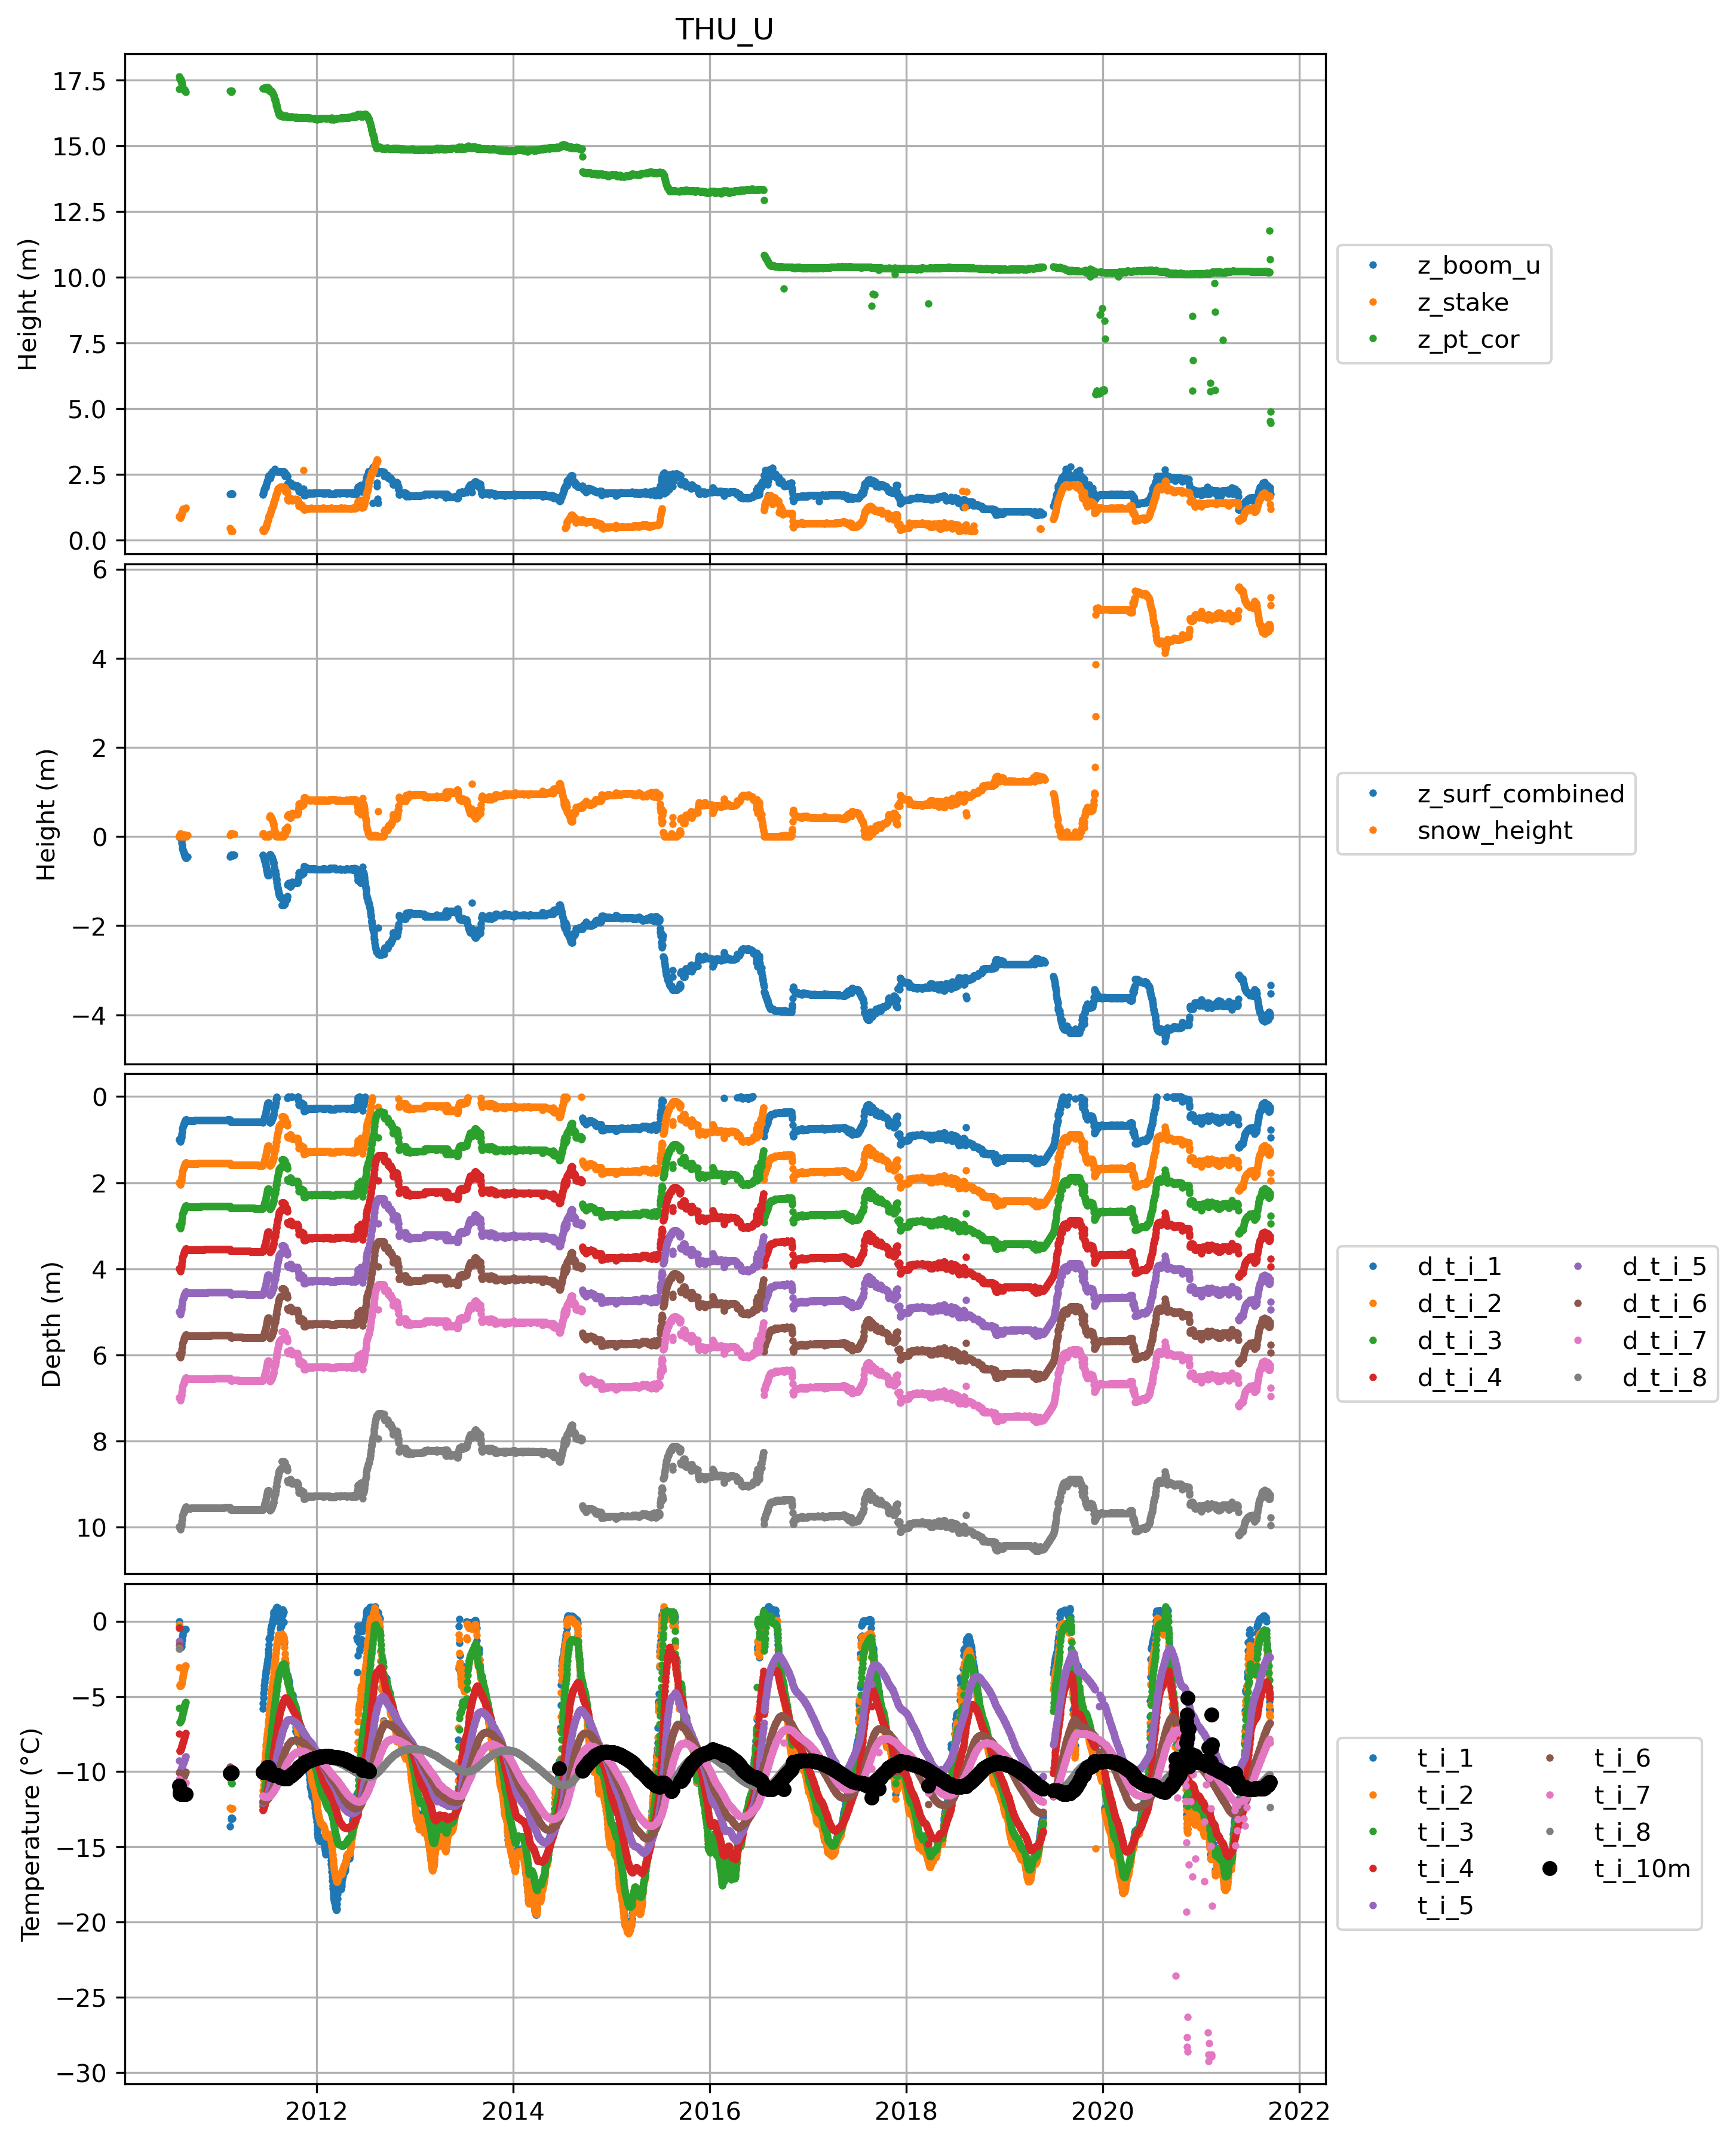 THU_U
17.5
15.0
12.5
10.0
7.5
5.0
2.5
0.0
Height (m)
z_boom_u
z_stake
z_pt_cor
6
4
2
0
−2
−4
Height (m)
z_surf_combined
snow_height
0
2
4
6
8
10
Depth (m)
d_t_i_1
d_t_i_2
d_t_i_3
d_t_i_4
d_t_i_5
d_t_i_6
d_t_i_7
d_t_i_8
0
−5
−10
−15
−20
−25
−30
Temperature (°C)
t_i_1
t_i_2
t_i_3
t_i_4
t_i_5
t_i_6
t_i_7
t_i_8
t_i_10m
2012
2014
2016
2018
2020
2022